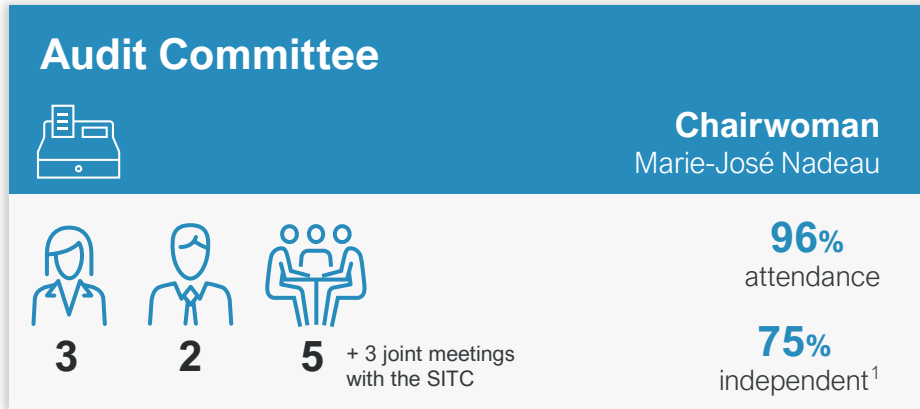 Audit Committee
Chairwoman
Marie-José Nadeau
3
2
5
+ 3 joint meetings
with the SITC
96%
attendance
75%
independent1